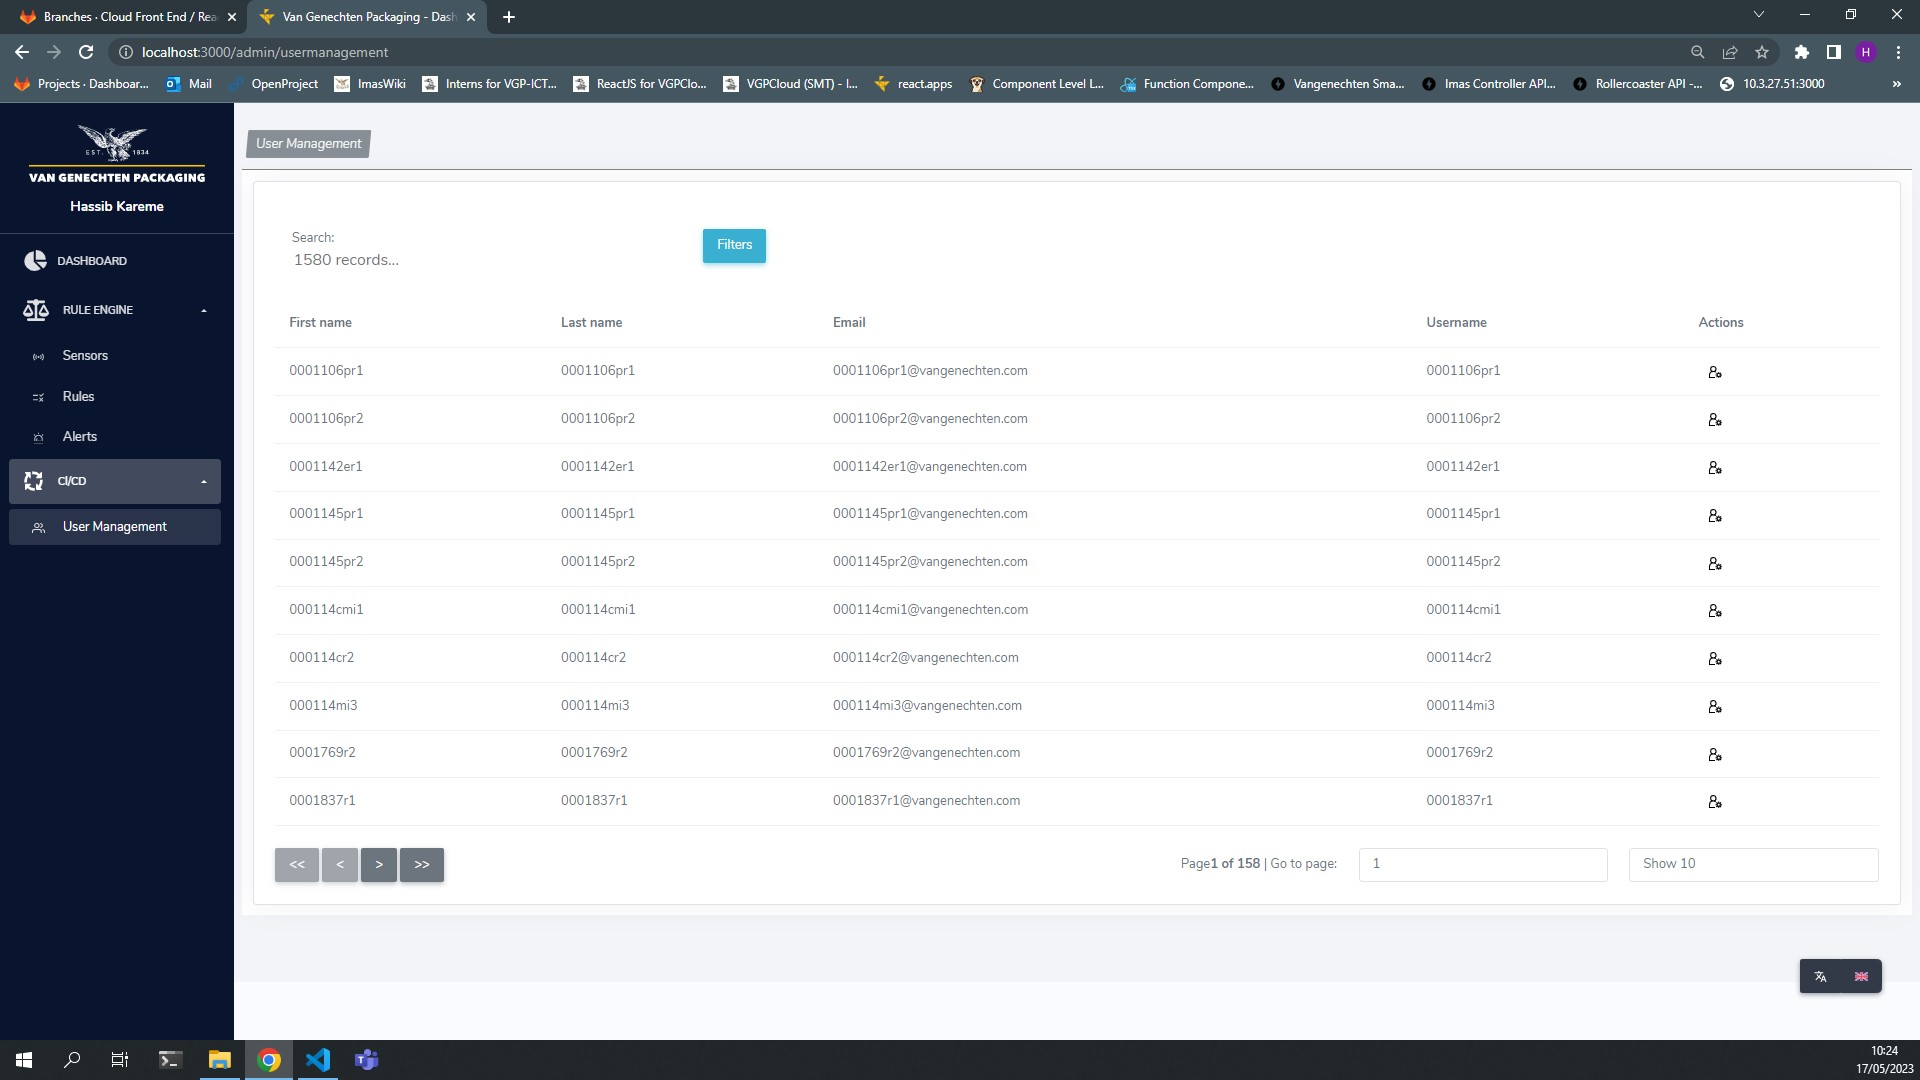 Branches · Cloud Front End / Rea
Van Genechten Packaging - Dash
localhost:3000/admin/usermanagement
H
Projects · Dashboar...
Mail
OpenProject
ImasWiki
Interns for VGP-ICT...
ReactJS for VGPClo...
VGPCloud (SMT) - I...
react.apps
Component Level L...
Function Compone...
Vangenechten Sma...
Imas Controller API...
Rollercoaster API -...
10.3.27.51:3000
»
EST. 1834
VAN GENECHTEN PACKAGING
Hassib Kareme
DASHBOARD
RULE ENGINE
Sensors
Rules
Alerts
CI/CD
User Management
User Management
Search:
1580 records...
Filters
First name Last name Email Username Actions
0001106pr1 0001106pr1 0001106pr1@vangenechten.com 0001106pr1
0001106pr2 0001106pr2 0001106pr2@vangenechten.com 0001106pr2
0001142er1 0001142er1 0001142er1@vangenechten.com 0001142er1
0001145pr1 0001145pr1 0001145pr1@vangenechten.com 0001145pr1
0001145pr2 0001145pr2 0001145pr2@vangenechten.com 0001145pr2
000114cmi1 000114cmi1 000114cmi1@vangenechten.com 000114cmi1
000114cr2 000114cr2 000114cr2@vangenechten.com 000114cr2
000114mi3 000114mi3 000114mi3@vangenechten.com 000114mi3
0001769r2 0001769r2 0001769r2@vangenechten.com 0001769r2
0001837r1 0001837r1 0001837r1@vangenechten.com 0001837r1
<< < > >> Page1 of 158 | Go to page: 1 Show 10
10:24
17/05/2023